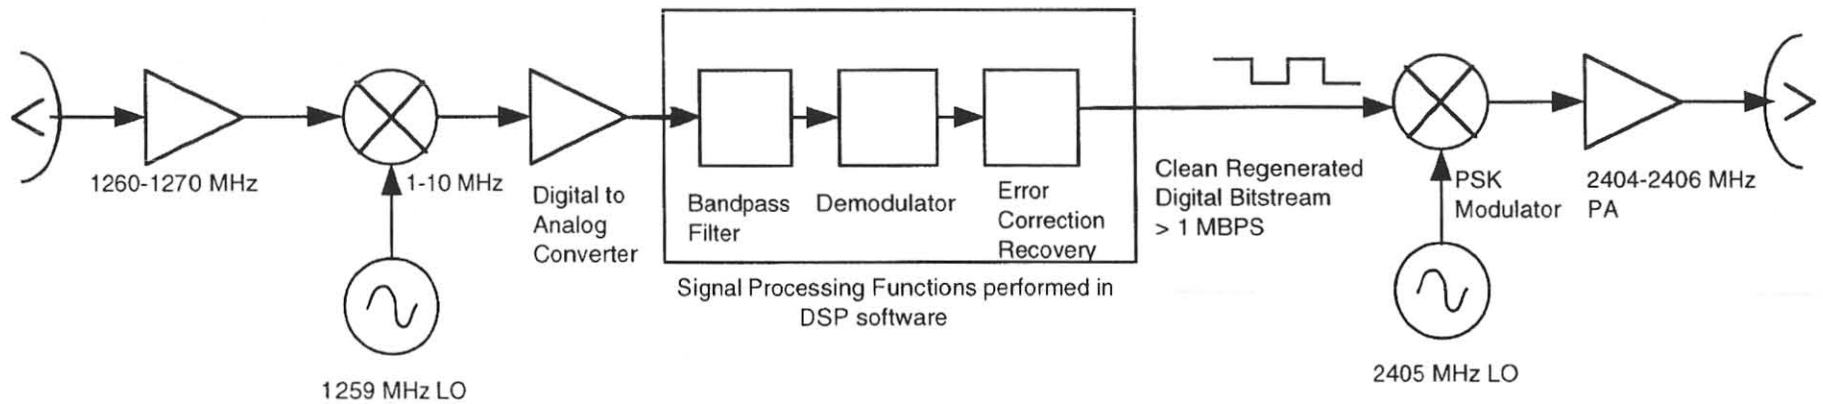 1260-1270 MHz
1-10 MHz
1259 MHz LO
Digital to
Analog
Converter
Bandpass
Filter
Demodulator
Error
Correction
Recovery
Signal Processing Functions performed in
DSP software
Clean Regenerated
Digital Bitstream
> 1 MBPS
PSK
Modulator
2405 MHz LO
2404-2406 MHz
PA